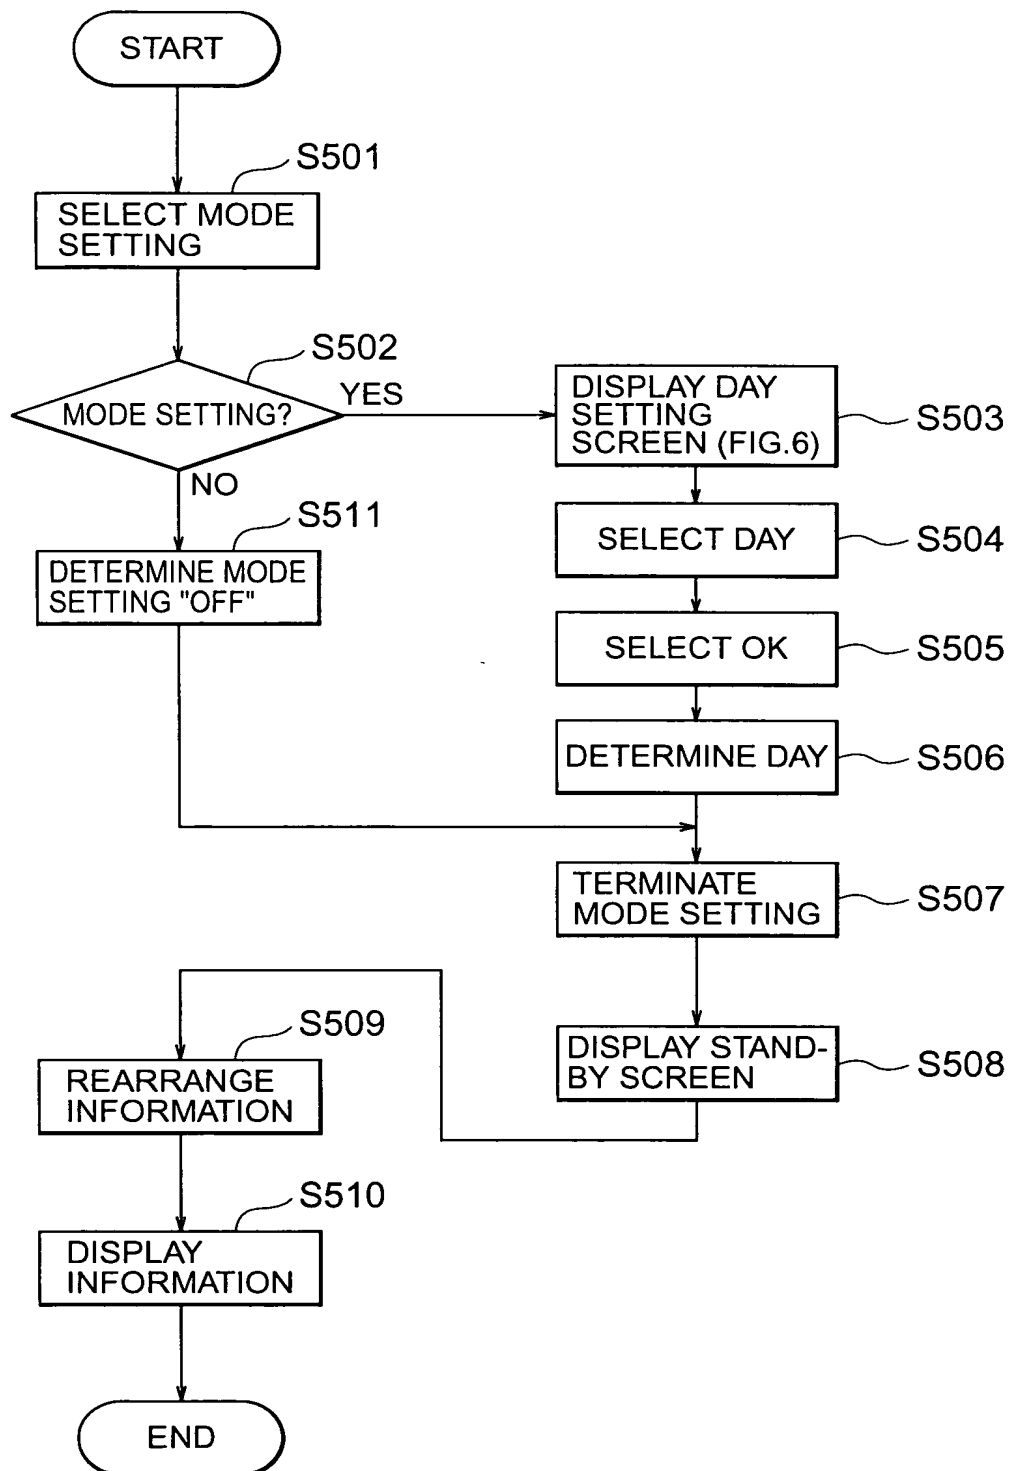 START
S501
SELECT MODE
SETTING
S502
MODE SETTING?
YES
NO
DISPLAY DAY
SETTING
SCREEN (FIG.6)
S503
S511
DETERMINE MODE
SETTING "OFF"
SELECT DAY
S504
SELECT OK
S505
DETERMINE DAY
S506
TERMINATE
MODE SETTING
S507
DISPLAY STAND-
BY SCREEN
S508
S509
REARRANGE
INFORMATION
S510
DISPLAY
INFORMATION
END